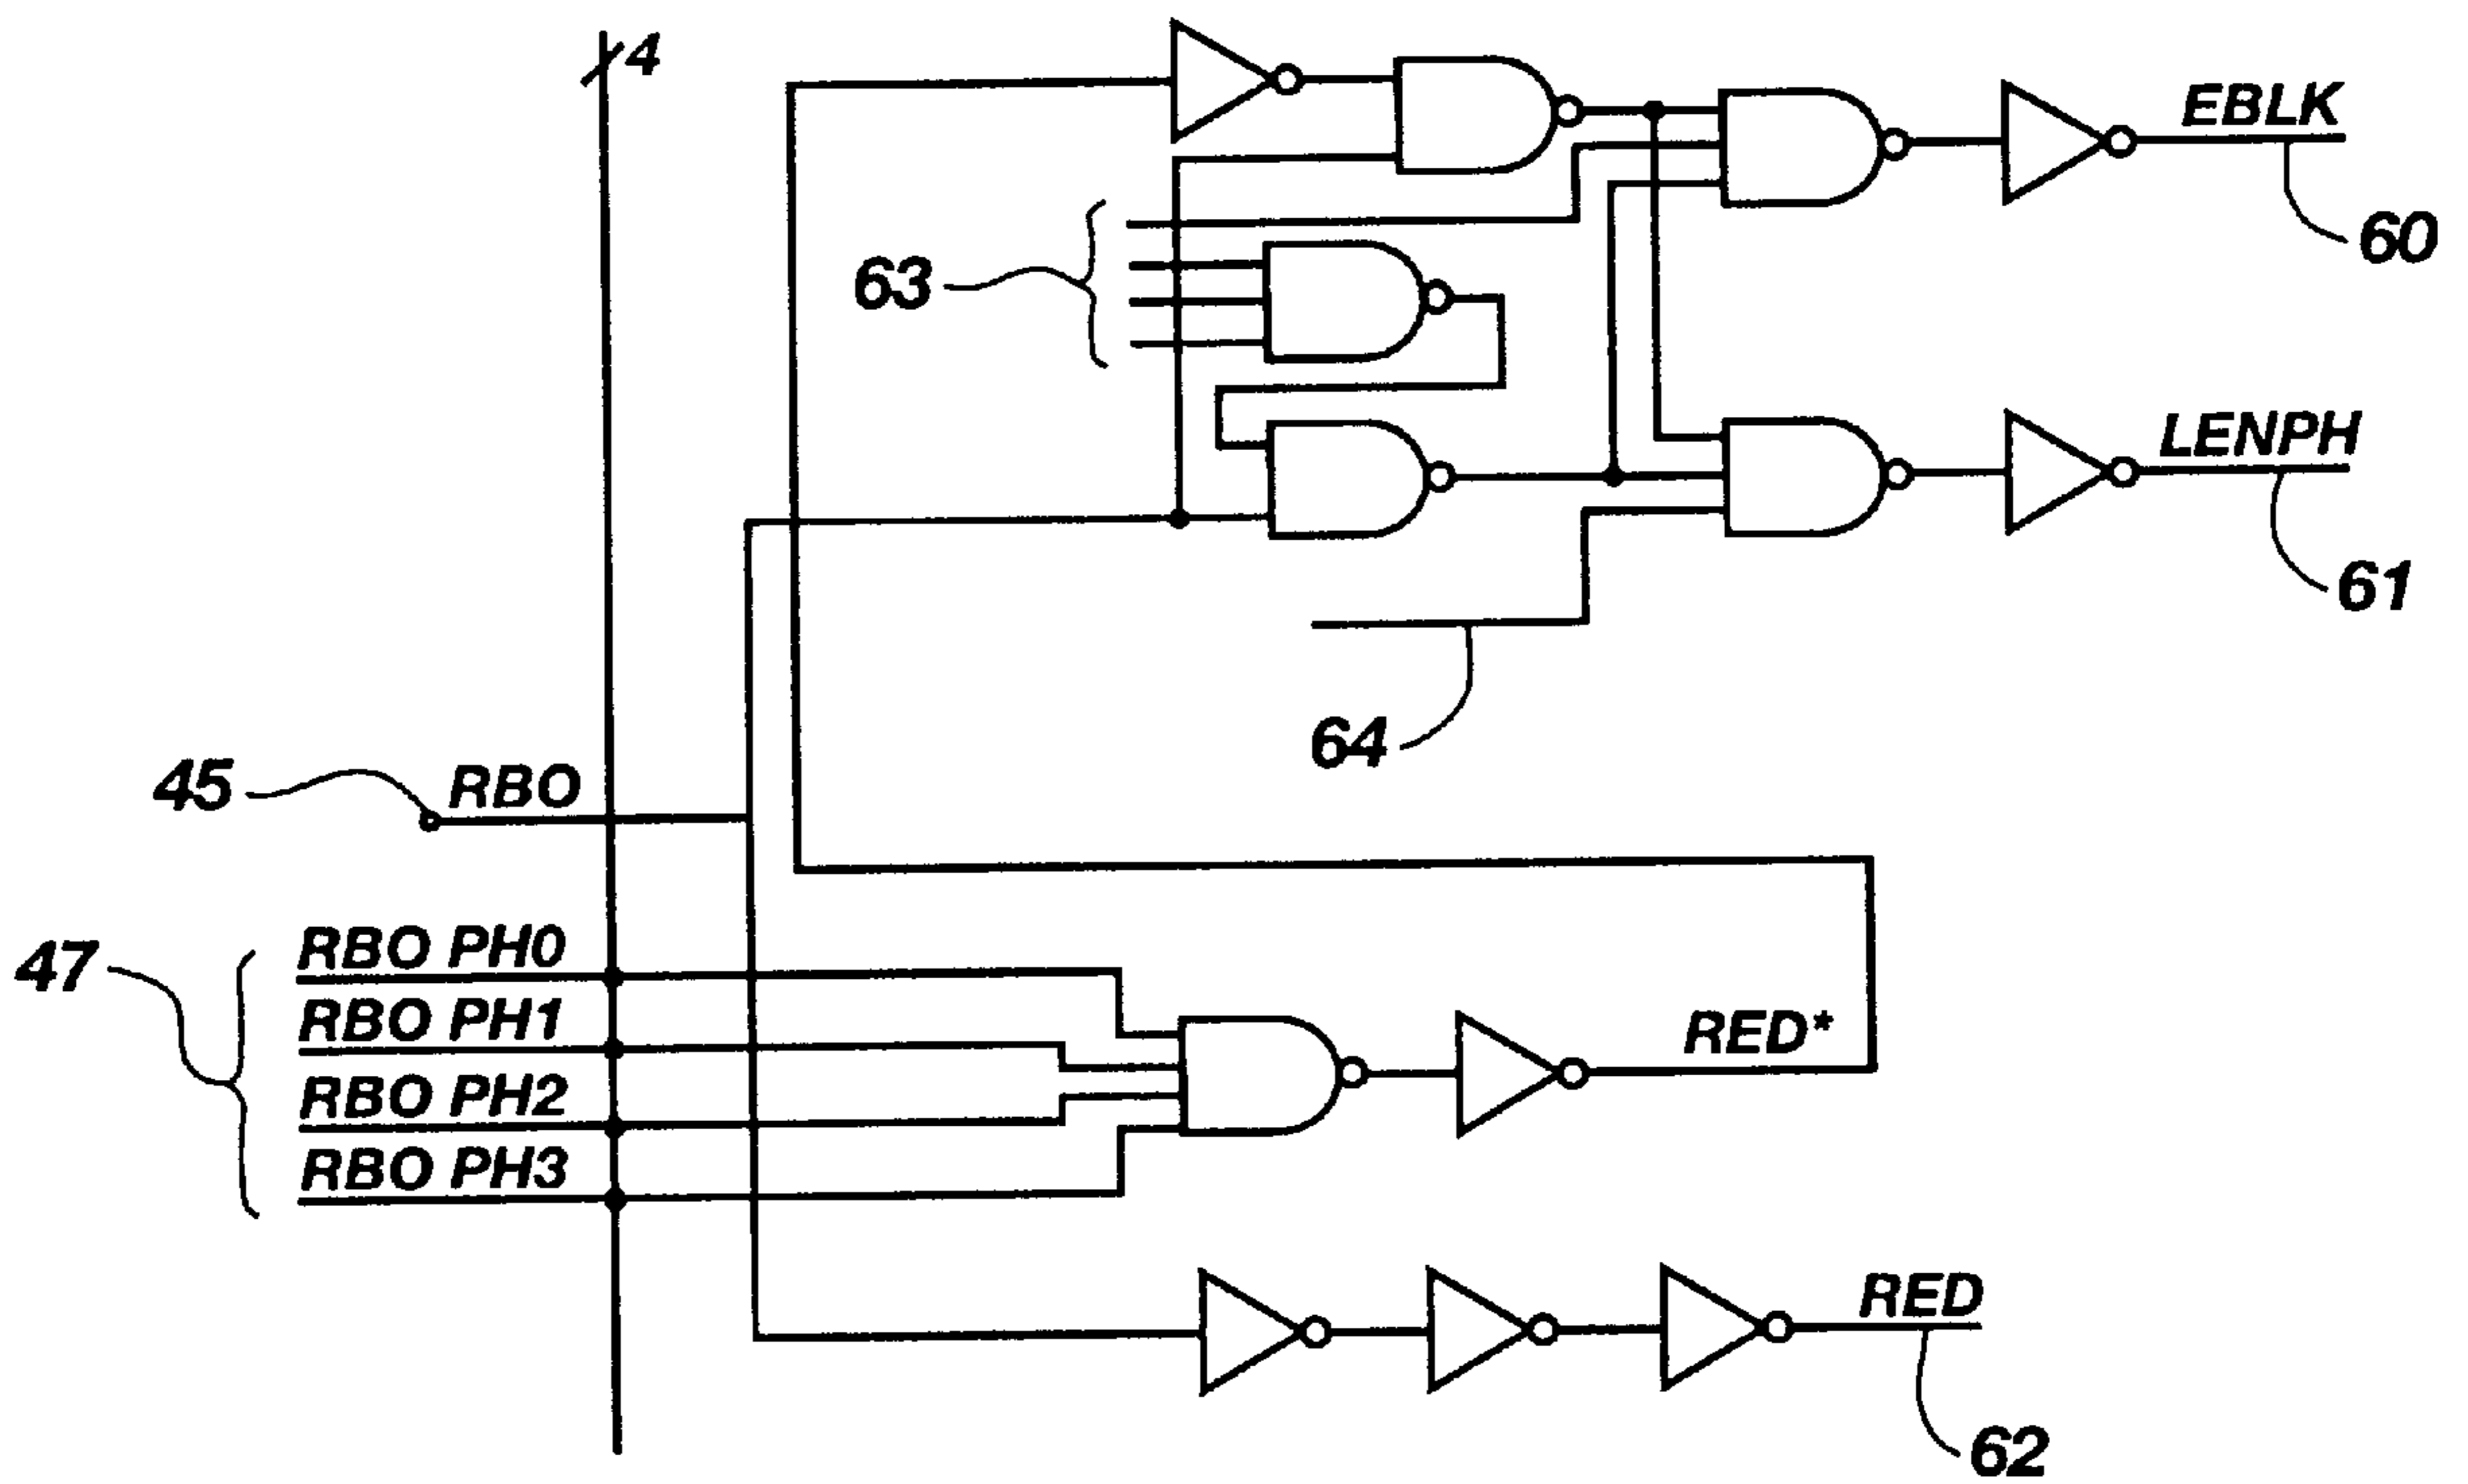 4
EBLK
60
63
LENPH
61
64
45
RBO
47
RBO PH0
RBO PH1
RBO PH2
RBO PH3
RED*
RED
62